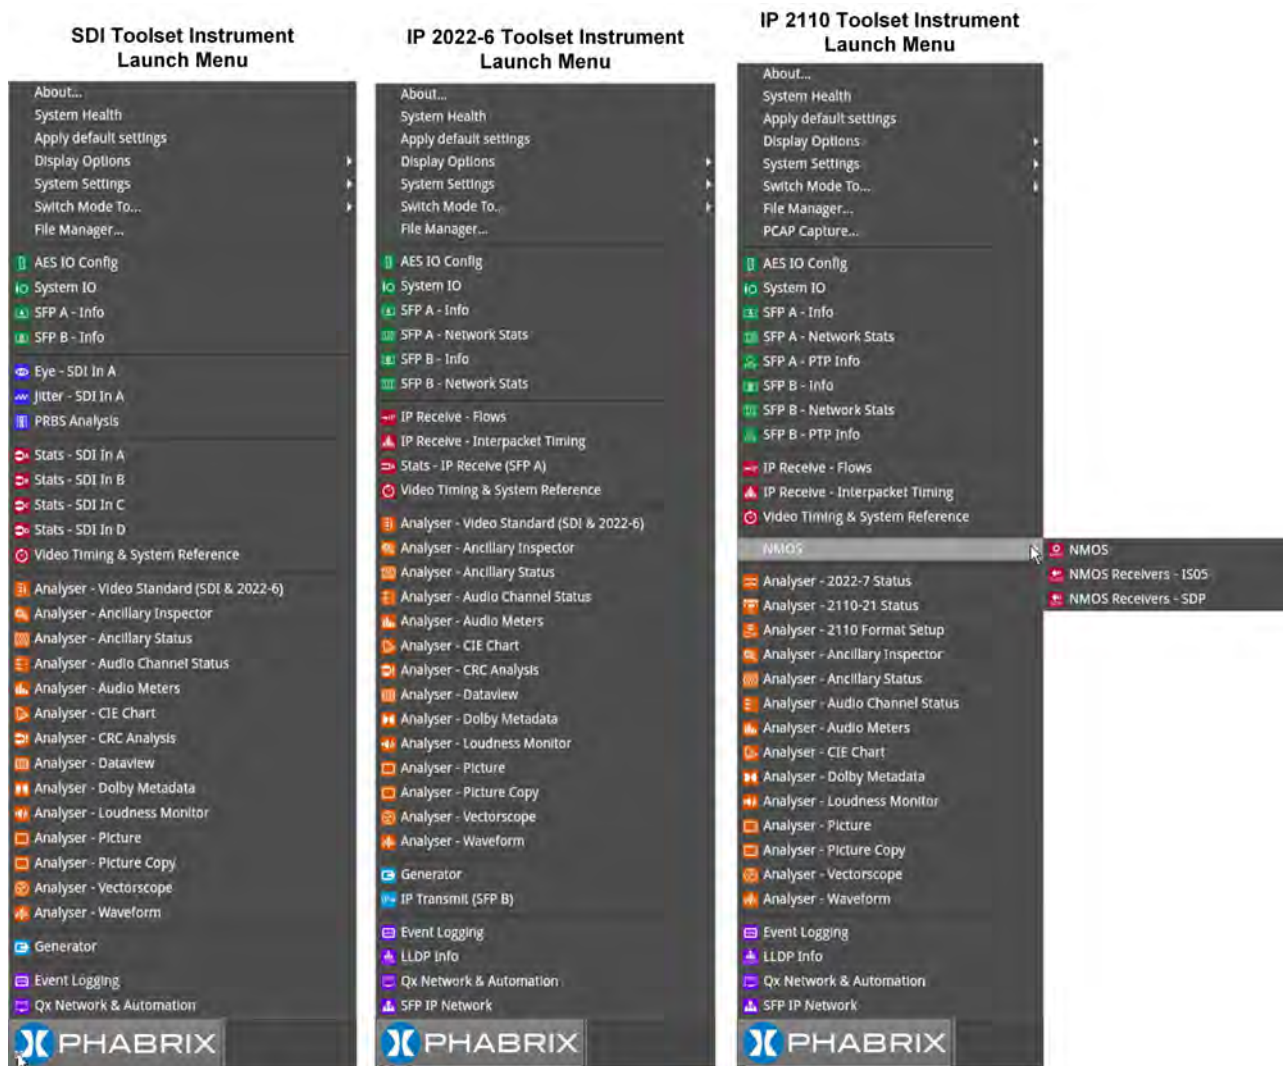 SDI Toolset Instrument
Launch Menu
About...
System Health
Apply default settings
Display Options
System Settings
Switch Mode To...
File Manager...
AES IO Config
System IO
SFP A - Info
SFP B - Info
Eye - SDI In A
Jitter - SDI In A
PRBS Analysis
Stats - SDI In A
Stats - SDI In B
Stats - SDI In C
Stats - SDI In D
Video Timing & System Reference
Analyser - Video Standard (SDI & 2022-6)
Analyser - Ancillary Inspector
Analyser - Ancillary Status
Analyser - Audio Channel Status
Analyser - Audio Meters
Analyser - CIE Chart
Analyser - CRC Analysis
Analyser - Dataview
Analyser - Dolby Metadata
Analyser - Loudness Monitor
Analyser - Picture
Analyser - Picture Copy
Analyser - Vectorscope
Analyser - Waveform
Generator
Event Logging
Qx Network & Automation
PHABRIX
IP 2022-6 Toolset Instrument
Launch Menu
About...
System Health
Apply default settings
Display Options
System Settings
Switch Mode To..
File Manager...
AES IO Config
System IO
SFP A - Info
SFP A - Network Stats
SFP B - Info
SFP B - Network Stats
IP Receive - Flows
IP Receive - Interpacket Timing
Stats - IP Receive (SFP A)
Video Timing & System Reference
Analyser - Video Standard (SDI & 2022-6)
Analyser - Ancillary Inspector
Analyser - Ancillary Status
Analyser - Audio Channel Status
Analyser - Audio Meters
Analyser - CIE Chart
Analyser - CRC Analysis
Analyser - Dataview
Analyser - Dolby Metadata
Analyser - Loudness Monitor
Analyser - Picture
Analyser - Picture Copy
Analyser - Vectorscope
Analyser - Waveform
Generator
IP Transmit (SFP B)
Event Logging
LLDP Info
Qx Network & Automation
SFP IP Network
PHABRIX
IP 2110 Toolset Instrument
Launch Menu
About...
System Health
Apply default settings
Display Options
System Settings
Switch Mode To...
File Manager...
PCAP Capture...
AES IO Config
System IO
SFP A - Info
SFP A - Network Stats
SFP A - PTP Info
SFP B - Info
SFP B - Network Stats
SFP B - PTP Info
IP Receive - Flows
IP Receive - Interpacket Timing
Video Timing & System Reference
NMOS
NMOS
NMOS Receivers - IS05
NMOS Receivers - SDP
Analyser - 2022-7 Status
Analyser - 2110-21 Status
Analyser - 2110 Format Setup
Analyser - Ancillary Inspector
Analyser - Ancillary Status
Analyser - Audio Channel Status
Analyser - Audio Meters
Analyser - CIE Chart
Analyser - Dolby Metadata
Analyser - Loudness Monitor
Analyser - Picture
Analyser - Picture Copy
Analyser - Vectorscope
Analyser - Waveform
Event Logging
LLDP Info
Qx Network & Automation
SFP IP Network
PHABRIX